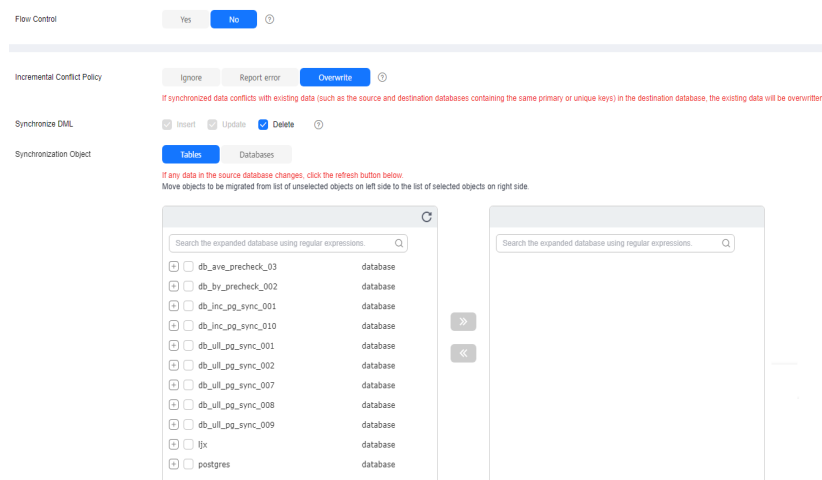 Flow Control Yes No ?
Incremental Conflict Policy Ignore Report error Overwrite ?
If synchronized data conflicts with existing data (such as the source and destination databases containing the same primary or unique keys) in the destination database, the existing data will be overwritten
Synchronize DML Insert Update Delete ?
Synchronization Object Tables Databases
If any data in the source database changes, click the refresh button below.
Move objects to be migrated from list of unselected objects on left side to the list of selected objects on right side.
Search the expanded database using regular expressions. Search the expanded database using regular expressions.
db_ave_precheck_03 database
db_by_precheck_002 database
db_inc_pg_sync_001 database
db_inc_pg_sync_010 database
db_ull_pg_sync_001 database
db_ull_pg_sync_002 database
db_ull_pg_sync_007 database
db_ull_pg_sync_008 database
db_ull_pg_sync_009 database
ljx database
postgres database